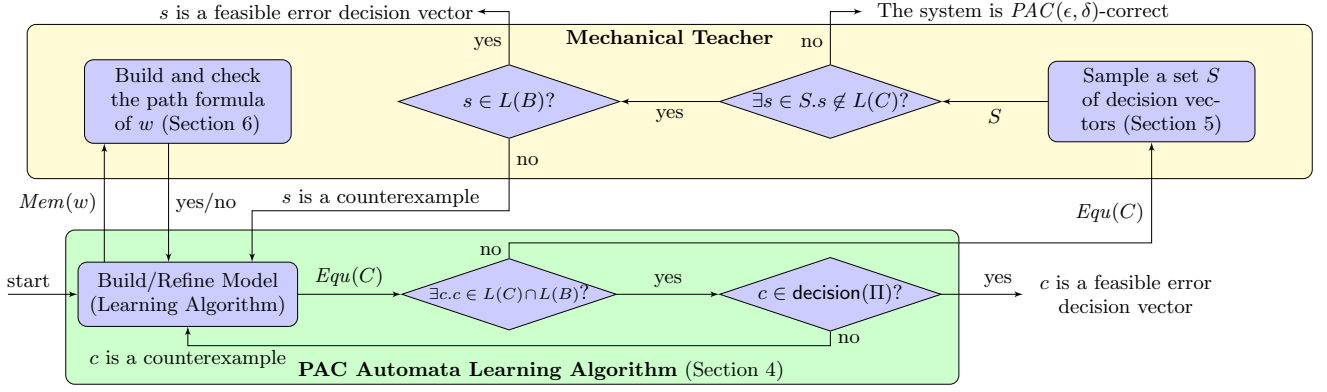 s is a feasible error decision vector
The system is PAC(ϵ, δ)-correct
yes
no
Mechanical Teacher
Build and check
the path formula
of w (Section 6)
s ∈ L(B)?
yes
∃s ∈ S.s ∉ L(C)?
S
Sample a set S
of decision vec-
tors (Section 5)
no
Mem(w)
yes/no
s is a counterexample
Equ(C)
start
Build/Refine Model
(Learning Algorithm)
Equ(C)
no
∃c.c ∈ L(C)∩L(B)?
yes
c ∈ decision(Π)?
yes
c is a feasible error
decision vector
no
c is a counterexample
PAC Automata Learning Algorithm (Section 4)